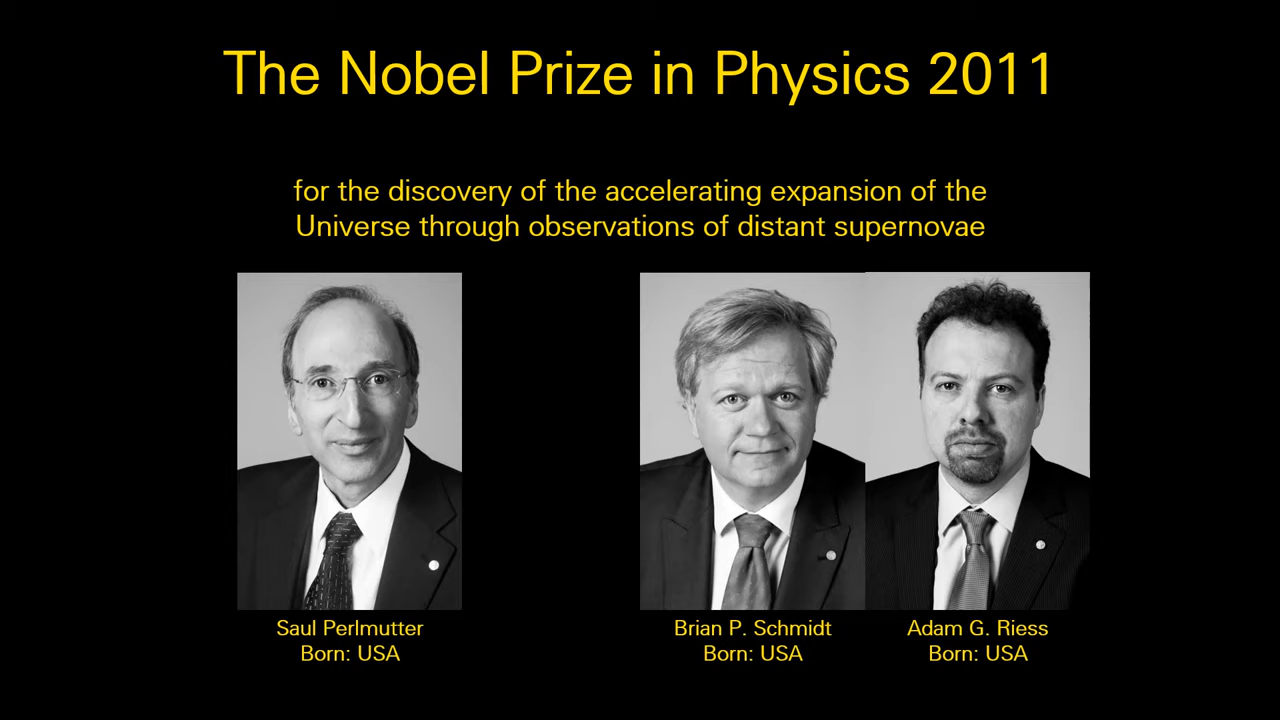 The Nobel Prize in Physics 2011
for the discovery of the accelerating expansion of the
Universe through observations of distant supernovae
Saul Perlmutter
Born: USA
Brian P. Schmidt
Born: USA
Adam G. Riess
Born: USA